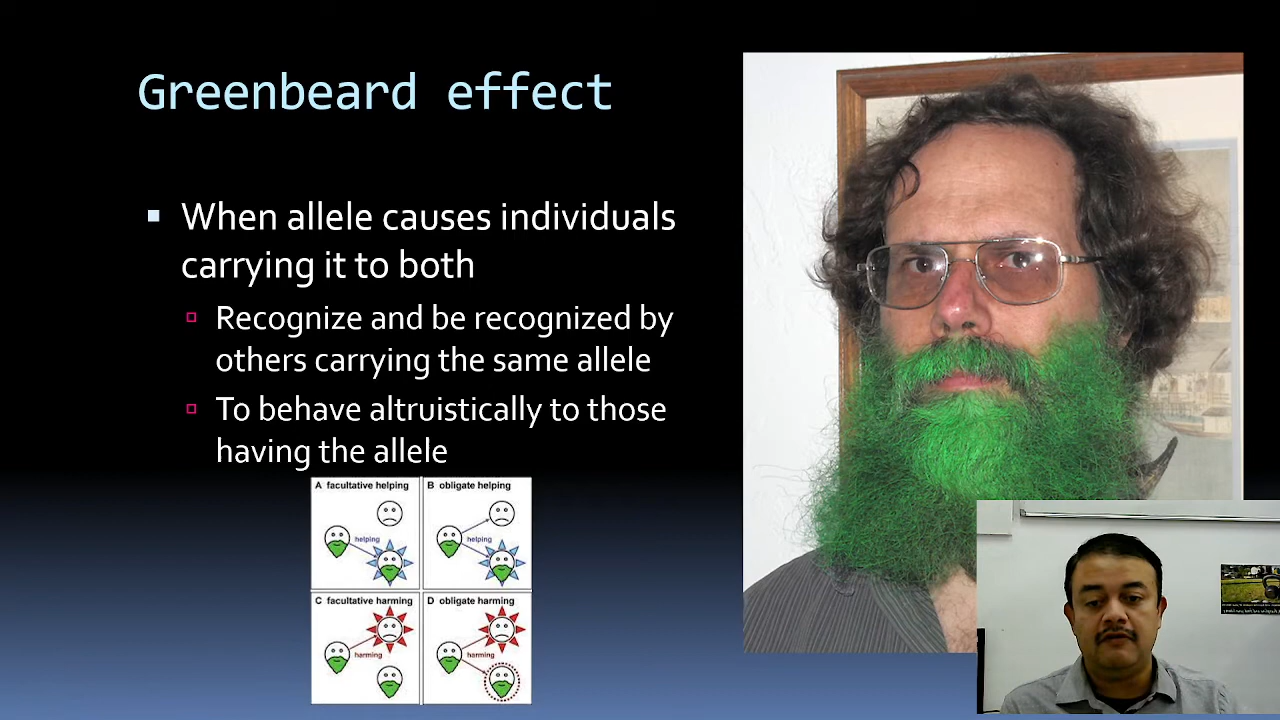 Greenbeard effect
When allele causes individuals
carrying it to both
Recognize and be recognized by
others carrying the same allele
To behave altruistically to those
having the allele
A facultative helping
B obligate helping
helping
helping
C facultative harming
D obligate harming
harming
harming